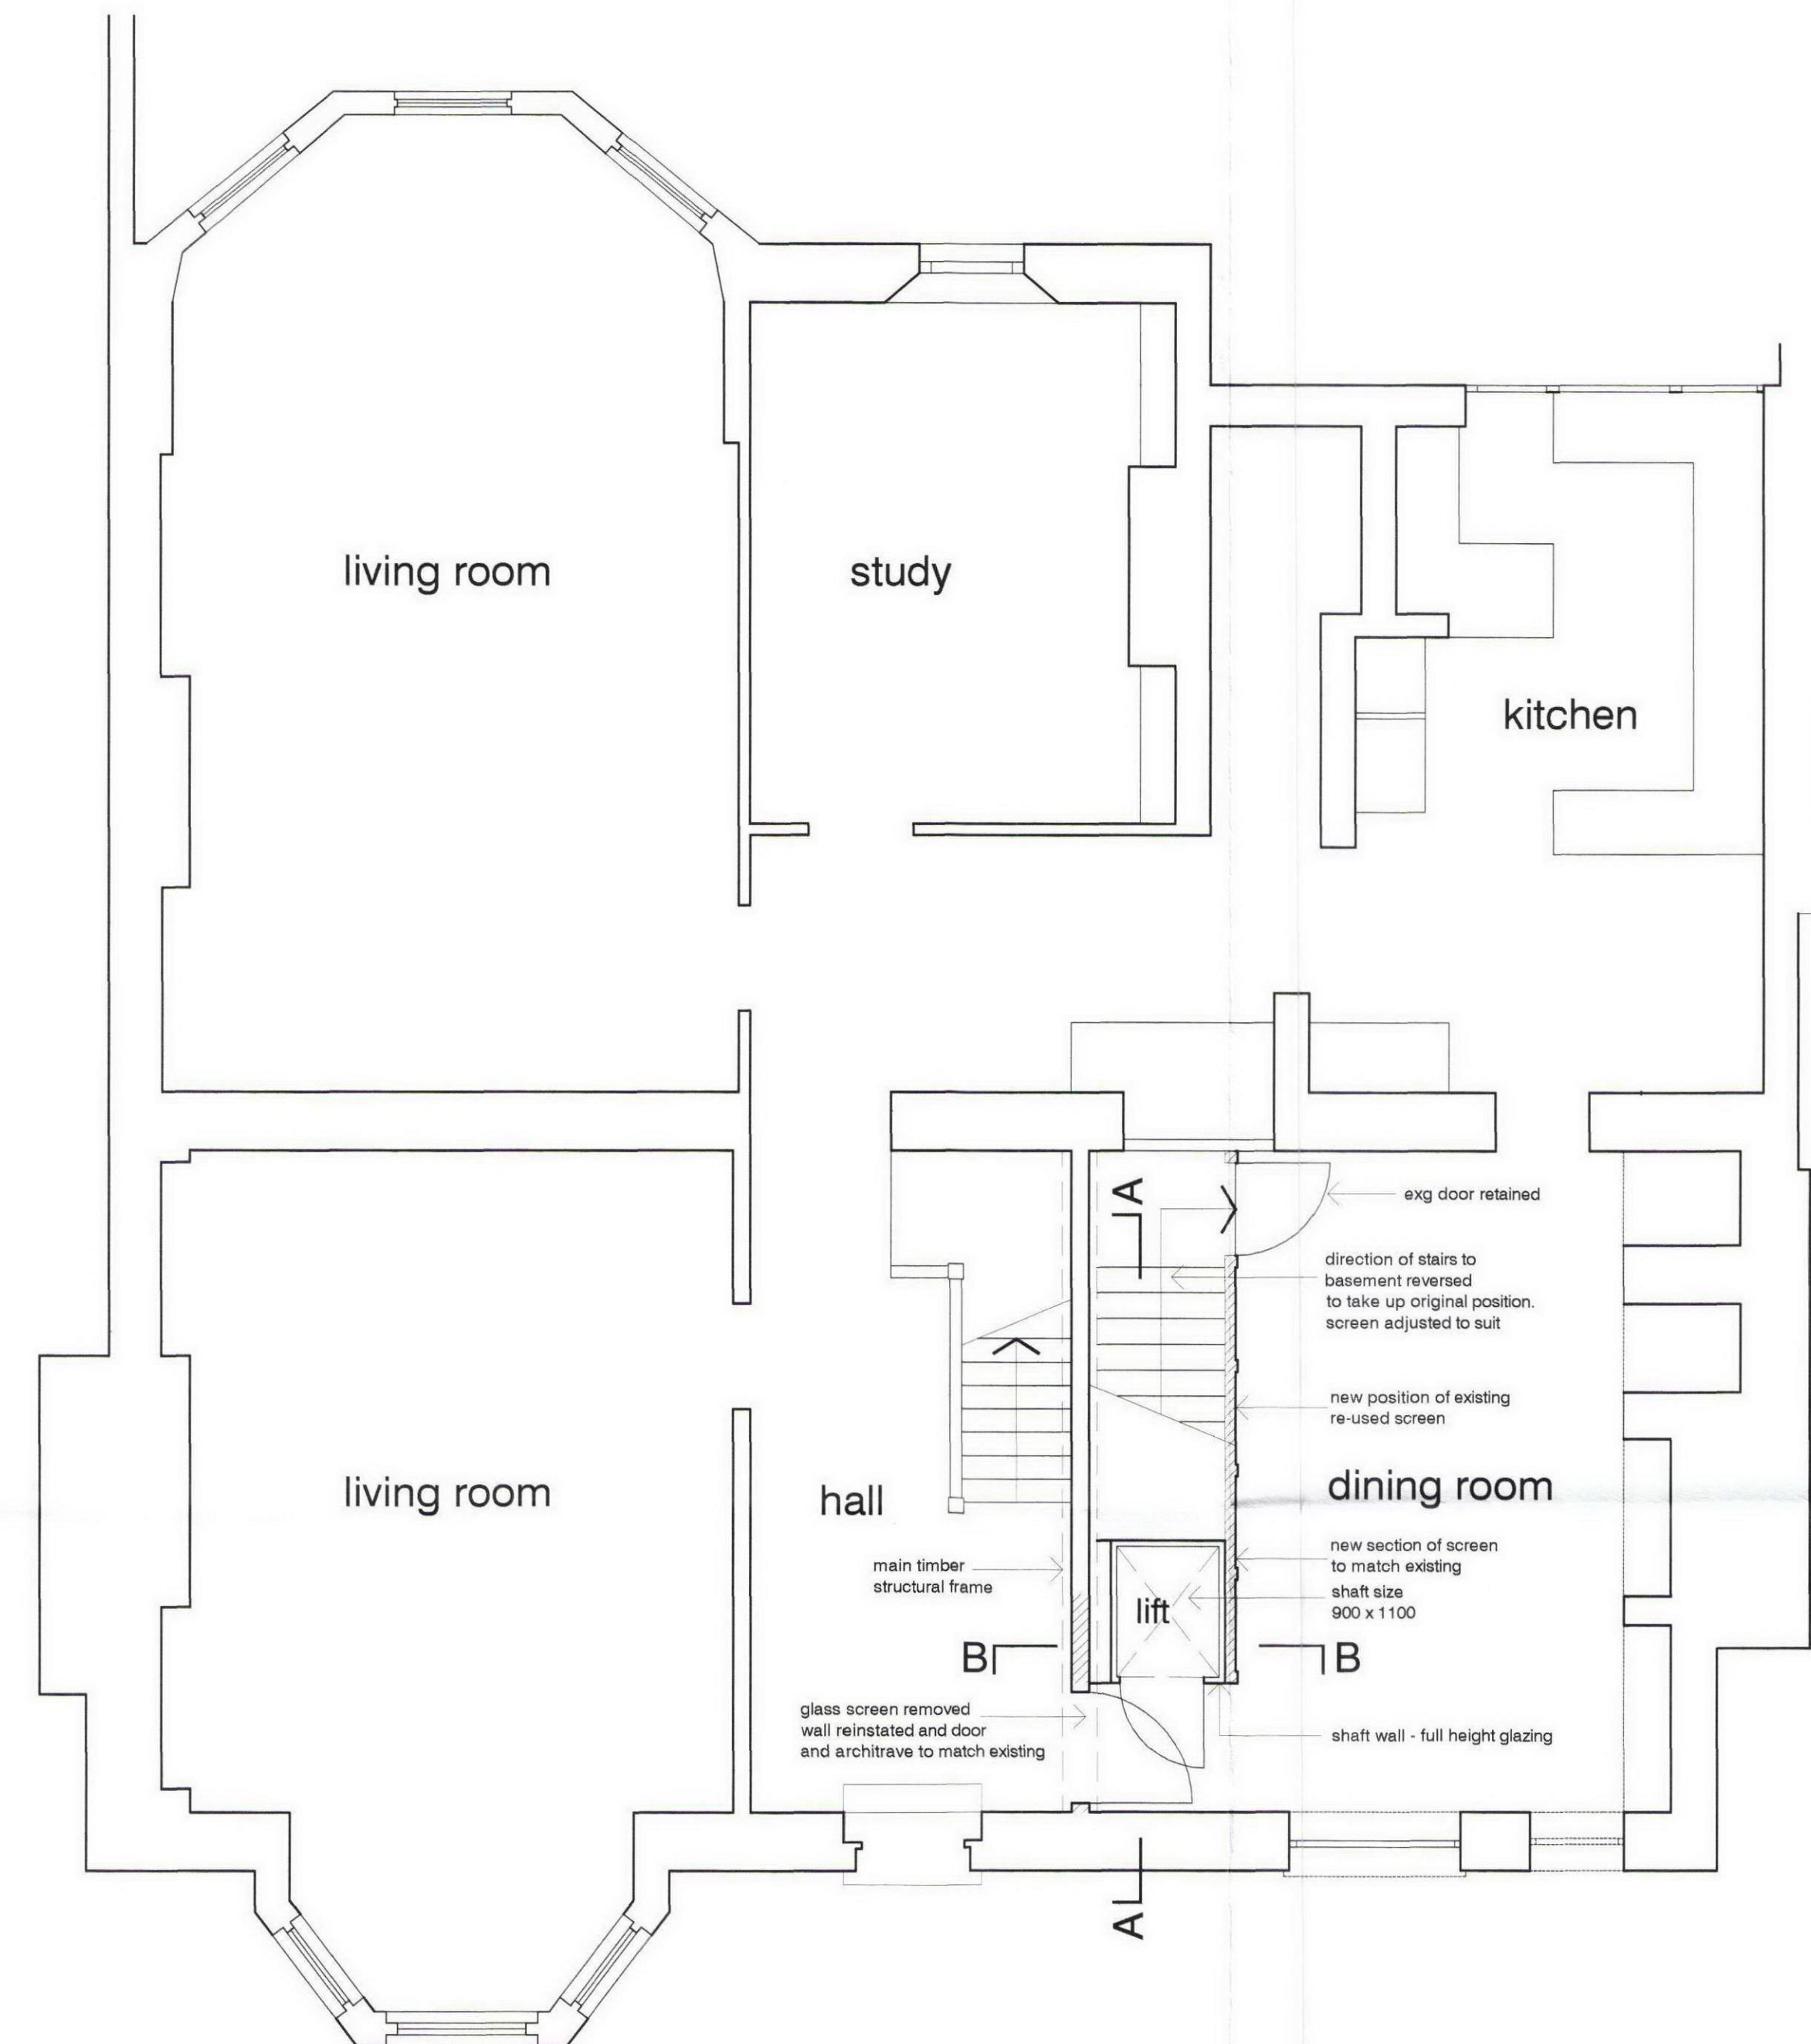 living room
study
kitchen
A
exg door retained
direction of stairs to
basement reversed
to take up original position.
screen adjusted to suit
new position of existing
re-used screen
living room
hall
dining room
main timber
structural frame
new section of screen
to match existing
shaft size
900 x 1100
lift
B
B
glass screen removed
wall reinstated and door
and architrave to match existing
shaft wall - full height glazing
A